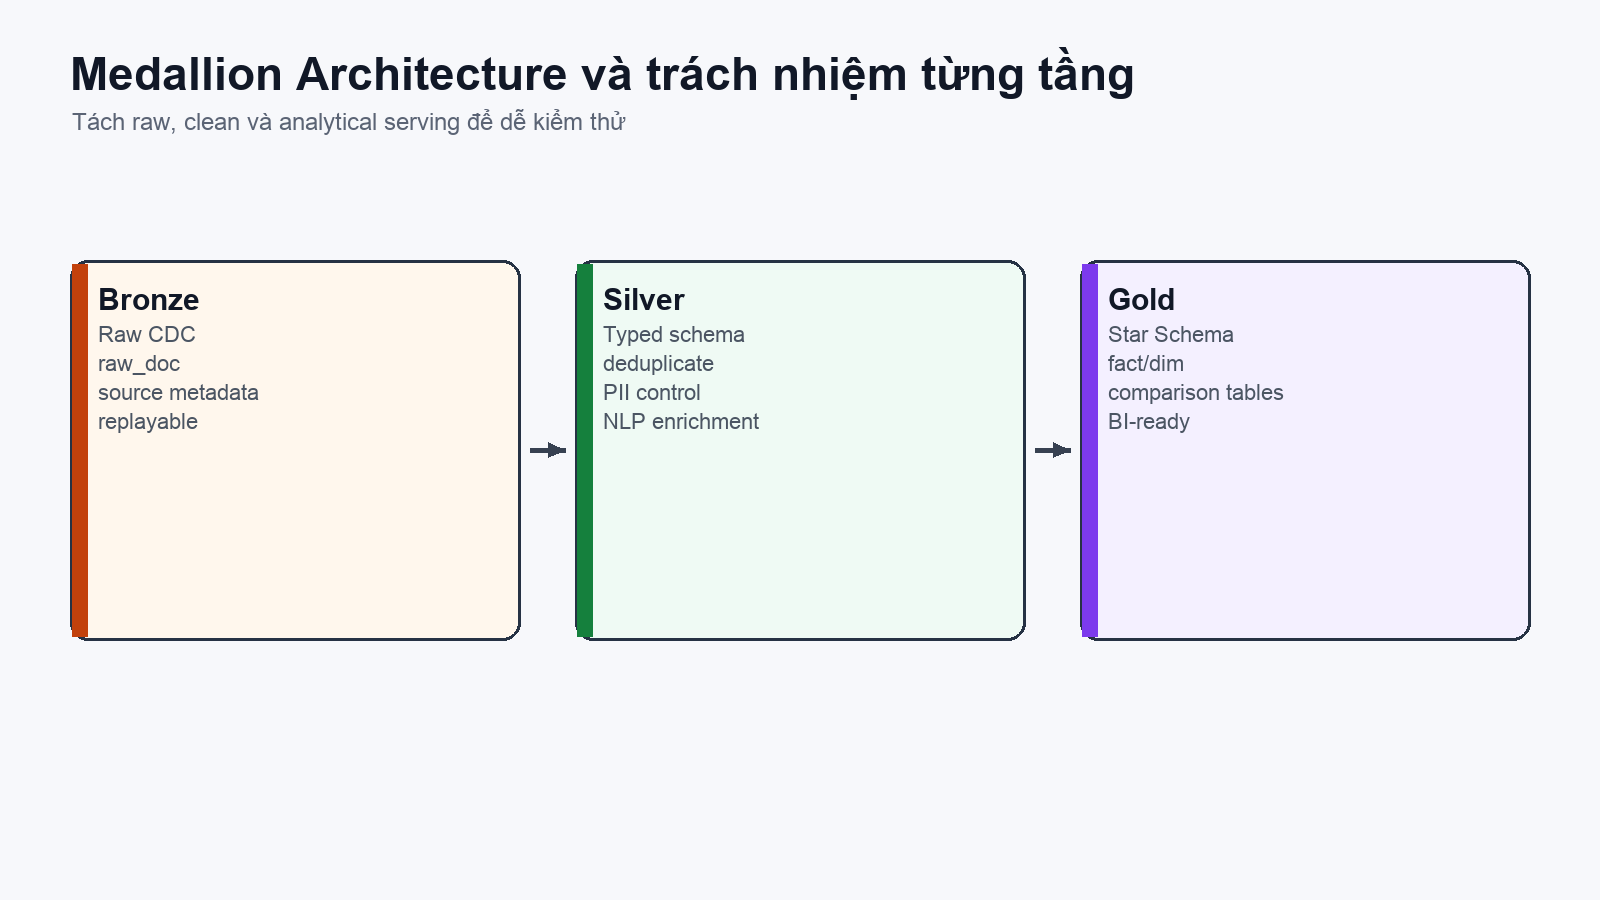 Medallion Architecture và trách nhiệm từng tầng
Tách raw, clean và analytical serving để dễ kiểm thử
Bronze
Raw CDC
raw_doc
source metadata
replayable
Silver
Typed schema
deduplicate
PII control
NLP enrichment
Gold
Star Schema
fact/dim
comparison tables
BI-ready